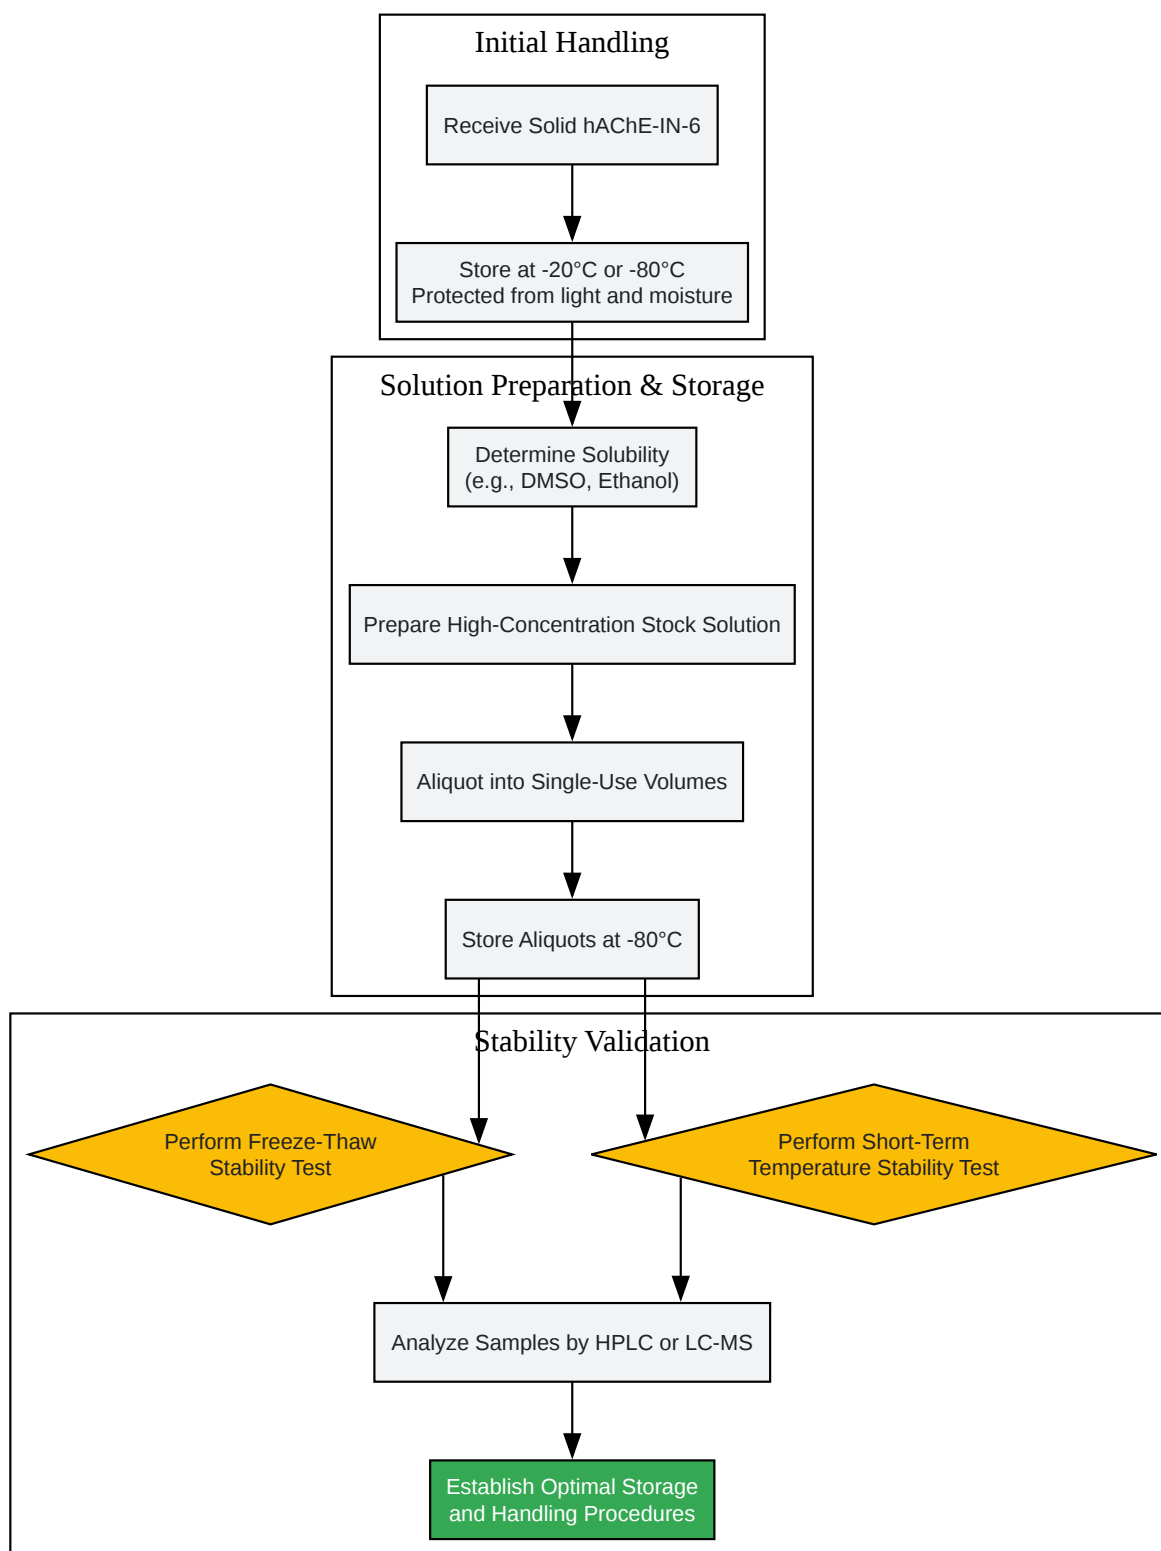 Initial Handling
Receive Solid hAChE-IN-6
Store at -20°C or -80°C
Protected from light and moisture
Solution Preparation & Storage
Determine Solubility
(e.g., DMSO, Ethanol)
Prepare High-Concentration Stock Solution
Aliquot into Single-Use Volumes
Store Aliquots at -80°C
Stability Validation
Perform Freeze-Thaw
Stability Test
Perform Short-Term
Temperature Stability Test
Analyze Samples by HPLC or LC-MS
Establish Optimal Storage
and Handling Procedures